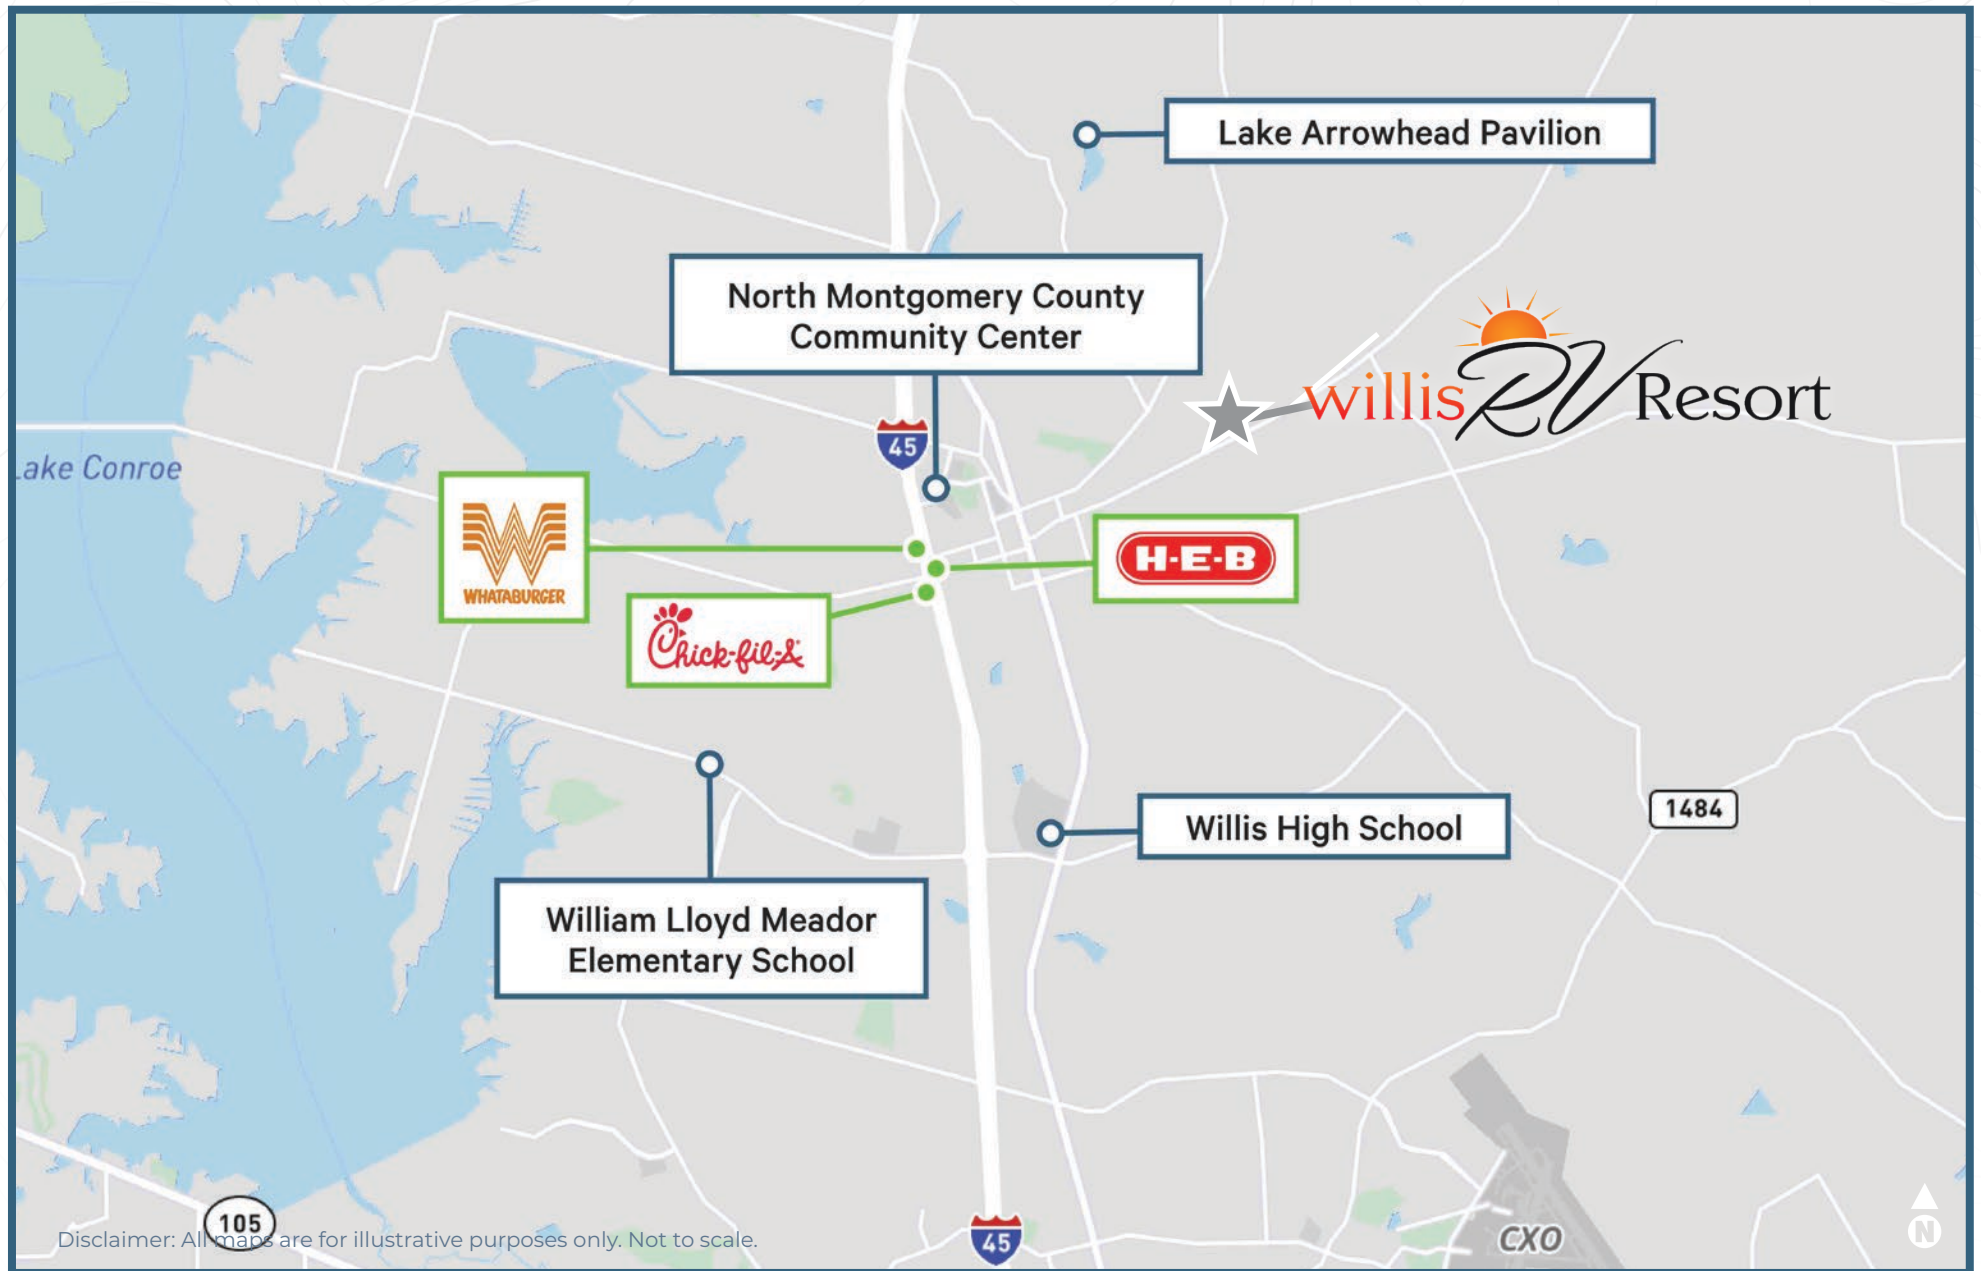 Lake Arrowhead Pavilion
North Montgomery County
Community Center
willis RV Resort
45
Lake Conroe
W
WHATABURGER
H-E-B
Chick-fil-A
1484
Willis High School
William Lloyd Meador
Elementary School
105
Disclaimer: All maps are for illustrative purposes only. Not to scale.
45
CXO
N